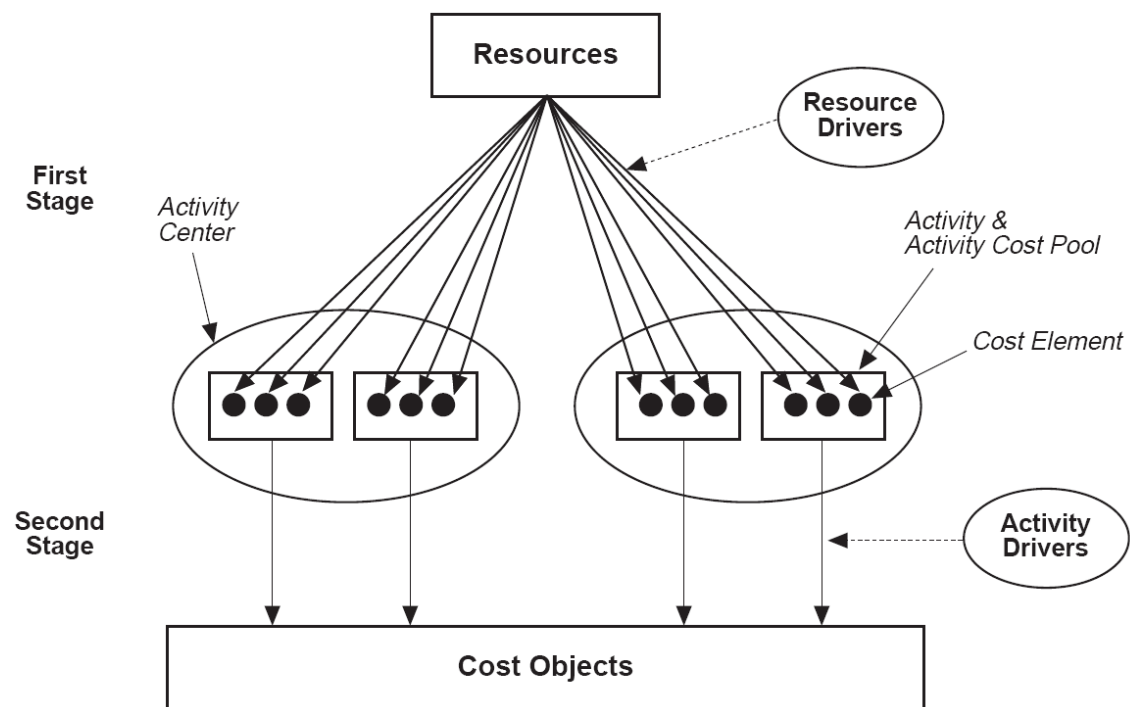 Resources
Resource
Drivers
First
Stage
Activity
Center
Activity &
Activity Cost Pool
Cost Element
Second
Stage
Activity
Drivers
Cost Objects